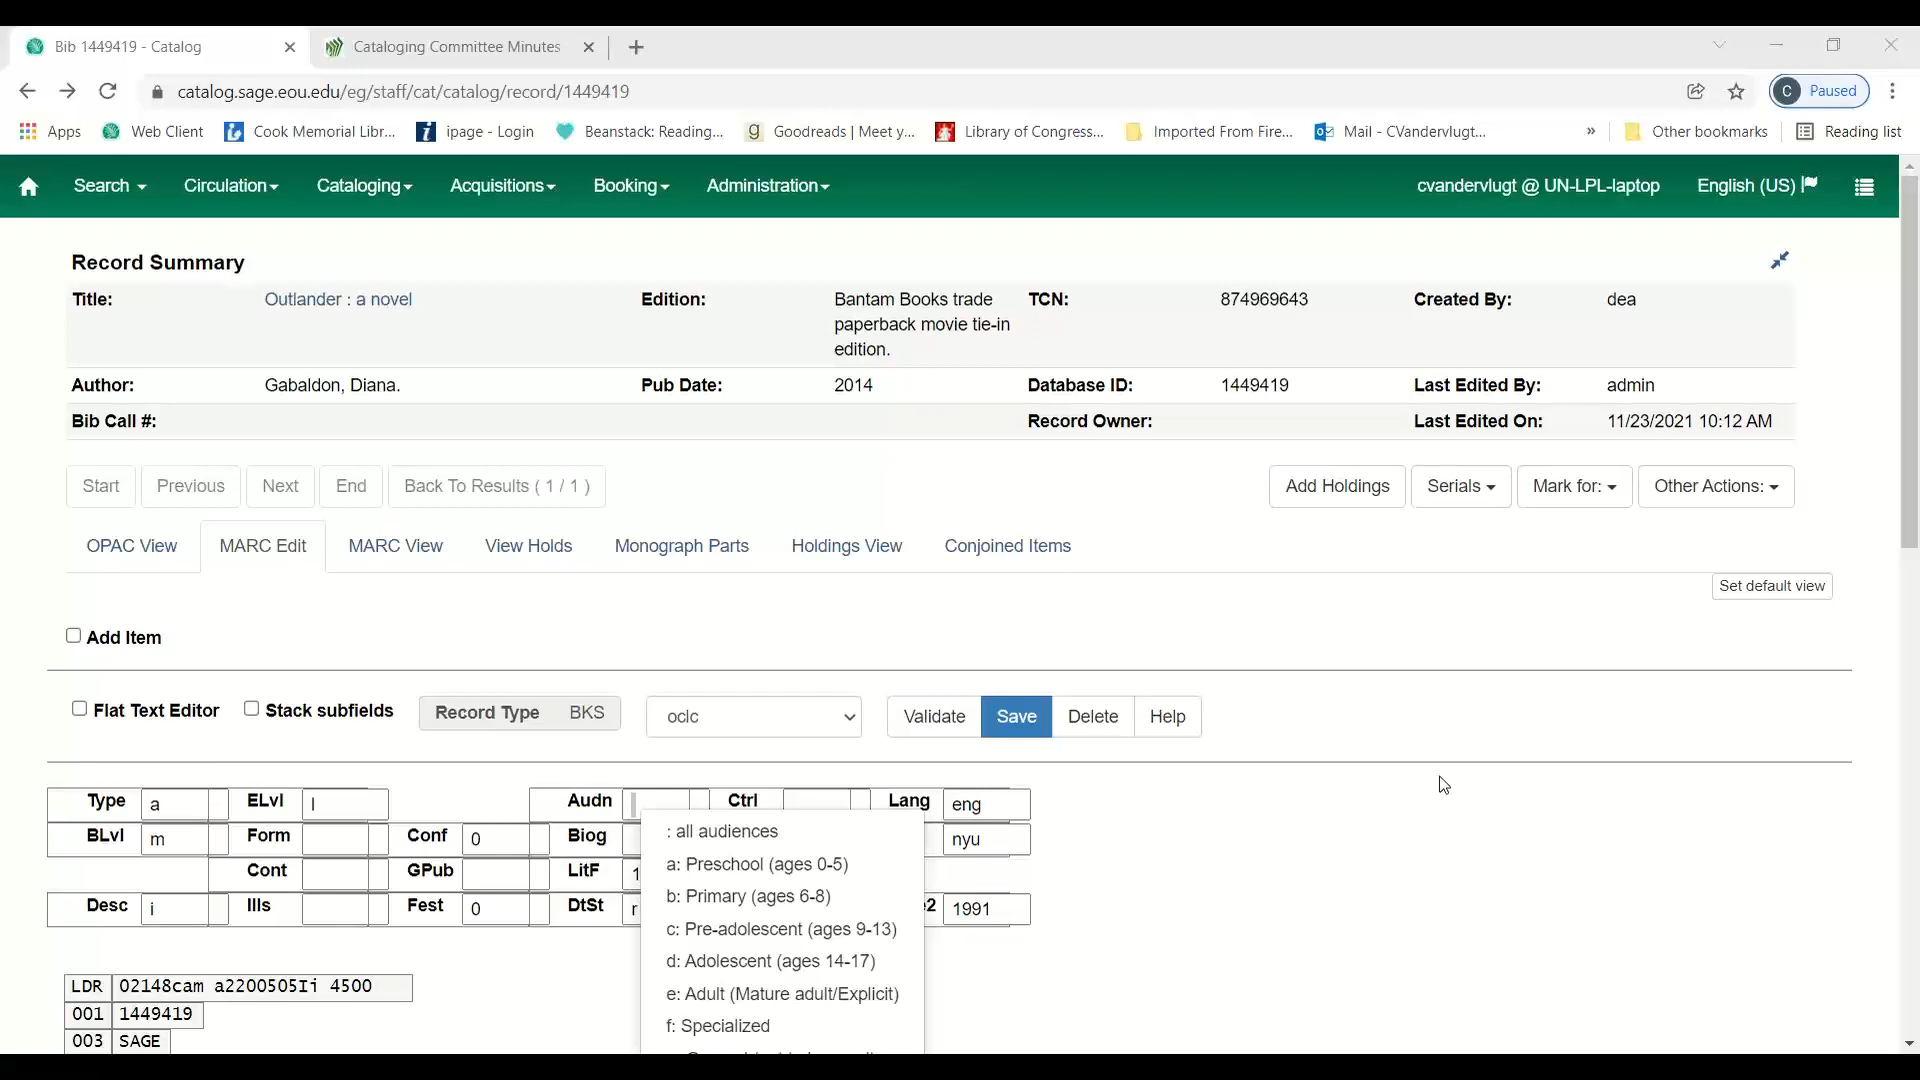 Bib 1449419 - Catalog
Cataloging Committee Minutes
catalog.sage.eou.edu/eg/staff/cat/catalog/record/1449419
C Paused
Apps Web Client Cook Memorial Libr... ipage - Login Beanstack: Reading... Goodreads | Meet y... Library of Congress... Imported From Fire... Mail - CVandervlugt... » Other bookmarks Reading list
Search Circulation Cataloging Acquisitions Booking Administration cvandervlugt @ UN-LPL-laptop English (US)
Record Summary
Title: Outlander : a novel Edition: Bantam Books trade paperback movie tie-in edition. TCN: 874969643 Created By: dea
Author: Gabaldon, Diana. Pub Date: 2014 Database ID: 1449419 Last Edited By: admin
Bib Call #: Record Owner: Last Edited On: 11/23/2021 10:12 AM
Start Previous Next End Back To Results ( 1 / 1 ) Add Holdings Serials Mark for: Other Actions:
OPAC View MARC Edit MARC View View Holds Monograph Parts Holdings View Conjoined Items
Set default view
Add Item
Flat Text Editor Stack subfields Record Type BKS oclc Validate Save Delete Help
Type a ELvl I Audn Ctrl Lang eng
BLvl m Form Conf 0 Biog nyu
Cont GPub LitF 1
Desc i Ills Fest 0 DtSt r e2 1991
: all audiences
a: Preschool (ages 0-5)
b: Primary (ages 6-8)
c: Pre-adolescent (ages 9-13)
d: Adolescent (ages 14-17)
e: Adult (Mature adult/Explicit)
f: Specialized
LDR 02148cam a2200505Ii 4500
001 1449419
003 SAGE